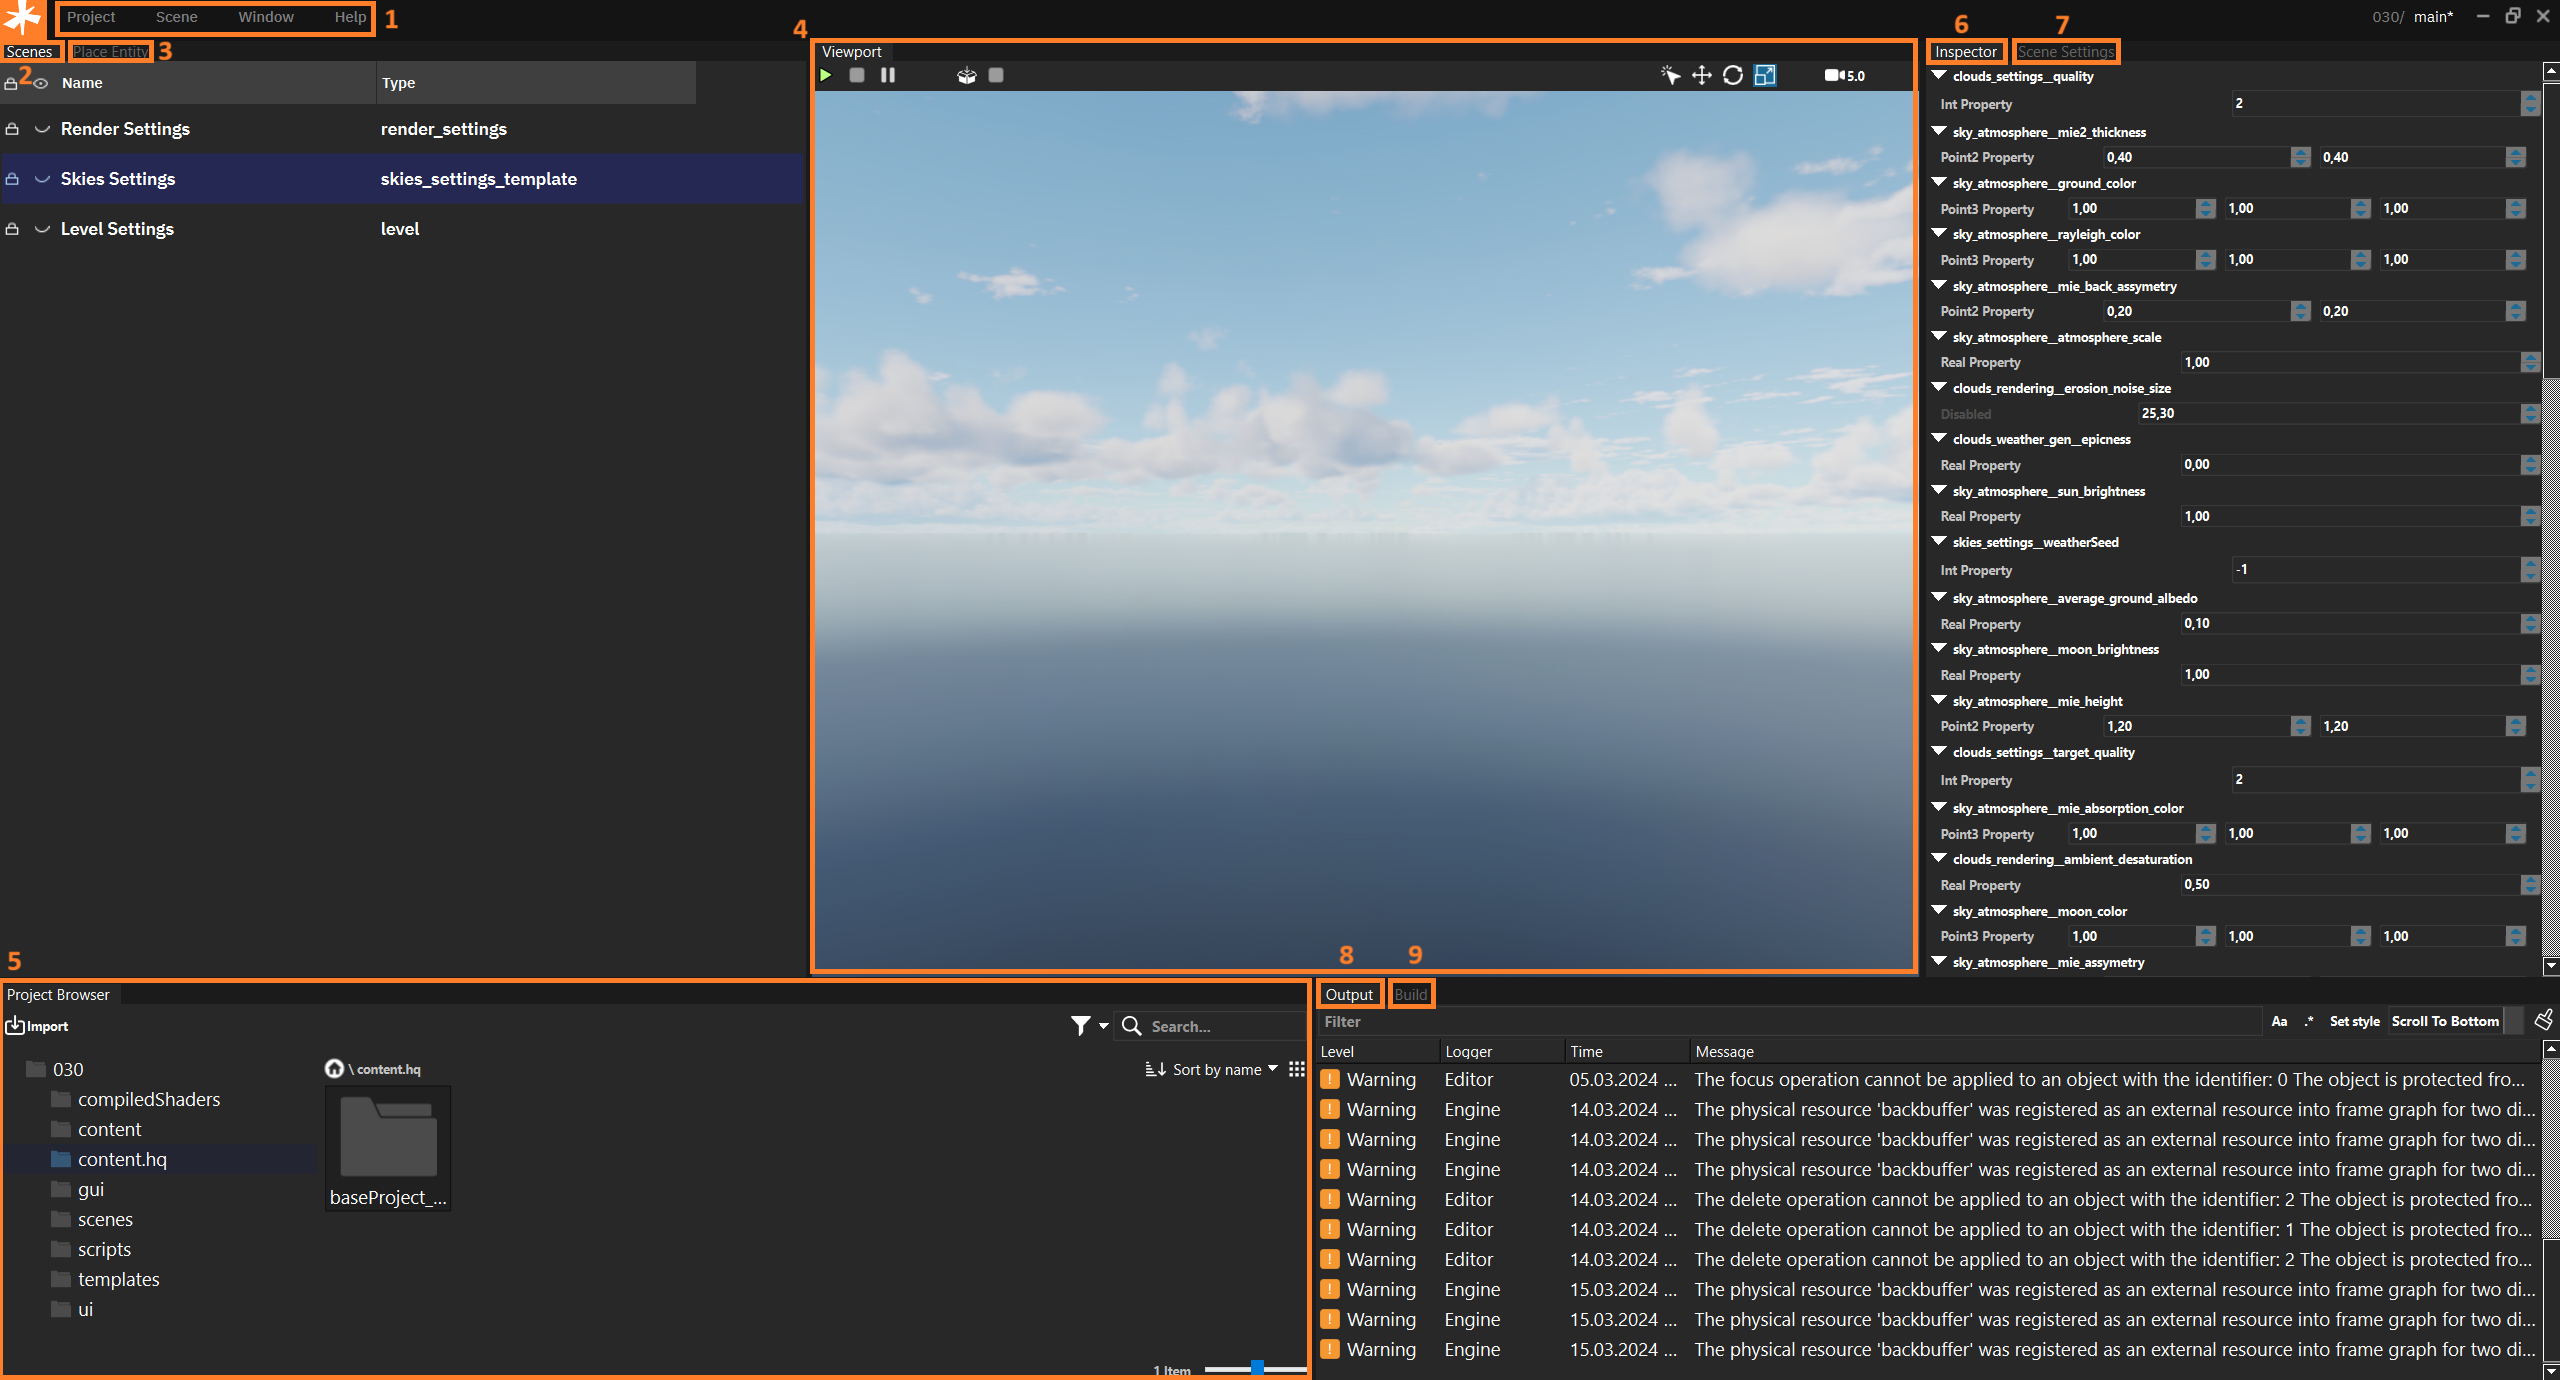 Project Scene Window Help 1
030/ main*
Scenes Place Entity 3
2
Name Type
Render Settings render_settings
Skies Settings skies_settings_template
Level Settings level
4
Viewport
5.0
6 7
Inspector Scene Settings
clouds_settings__quality
Int Property 2
sky_atmosphere__mie2_thickness
Point2 Property 0,40 0,40
sky_atmosphere__ground_color
Point3 Property 1,00 1,00 1,00
sky_atmosphere__rayleigh_color
Point3 Property 1,00 1,00 1,00
sky_atmosphere__mie_back_assymetry
Point2 Property 0,20 0,20
sky_atmosphere__atmosphere_scale
Real Property 1,00
clouds_rendering__erosion_noise_size
Disabled 25,30
clouds_weather_gen__epicness
Real Property 0,00
sky_atmosphere__sun_brightness
Real Property 1,00
skies_settings__weatherSeed
Int Property -1
sky_atmosphere__average_ground_albedo
Real Property 0,10
sky_atmosphere__moon_brightness
Real Property 1,00
sky_atmosphere__mie_height
Point2 Property 1,20 1,20
clouds_settings__target_quality
Int Property 2
sky_atmosphere__mie_absorption_color
Point3 Property 1,00 1,00 1,00
clouds_rendering__ambient_desaturation
Real Property 0,50
sky_atmosphere__moon_color
Point3 Property 1,00 1,00 1,00
sky_atmosphere__mie_assymetry
5
Project Browser
Import
Search...
030
compiledShaders
content
content.hq
gui
scenes
scripts
templates
ui
\ content.hq
Sort by name
baseProject_...
1 Item
8 9
Output Build
Filter Aa .* Set style Scroll To Bottom
Level Logger Time Message
Warning Editor 05.03.2024 ... The focus operation cannot be applied to an object with the identifier: 0 The object is protected fro...
Warning Engine 14.03.2024 ... The physical resource 'backbuffer' was registered as an external resource into frame graph for two di...
Warning Engine 14.03.2024 ... The physical resource 'backbuffer' was registered as an external resource into frame graph for two di...
Warning Engine 14.03.2024 ... The physical resource 'backbuffer' was registered as an external resource into frame graph for two di...
Warning Editor 14.03.2024 ... The delete operation cannot be applied to an object with the identifier: 2 The object is protected fro...
Warning Editor 14.03.2024 ... The delete operation cannot be applied to an object with the identifier: 1 The object is protected fro...
Warning Editor 14.03.2024 ... The delete operation cannot be applied to an object with the identifier: 2 The object is protected fro...
Warning Engine 15.03.2024 ... The physical resource 'backbuffer' was registered as an external resource into frame graph for two di...
Warning Engine 15.03.2024 ... The physical resource 'backbuffer' was registered as an external resource into frame graph for two di...
Warning Engine 15.03.2024 ... The physical resource 'backbuffer' was registered as an external resource into frame graph for two di...